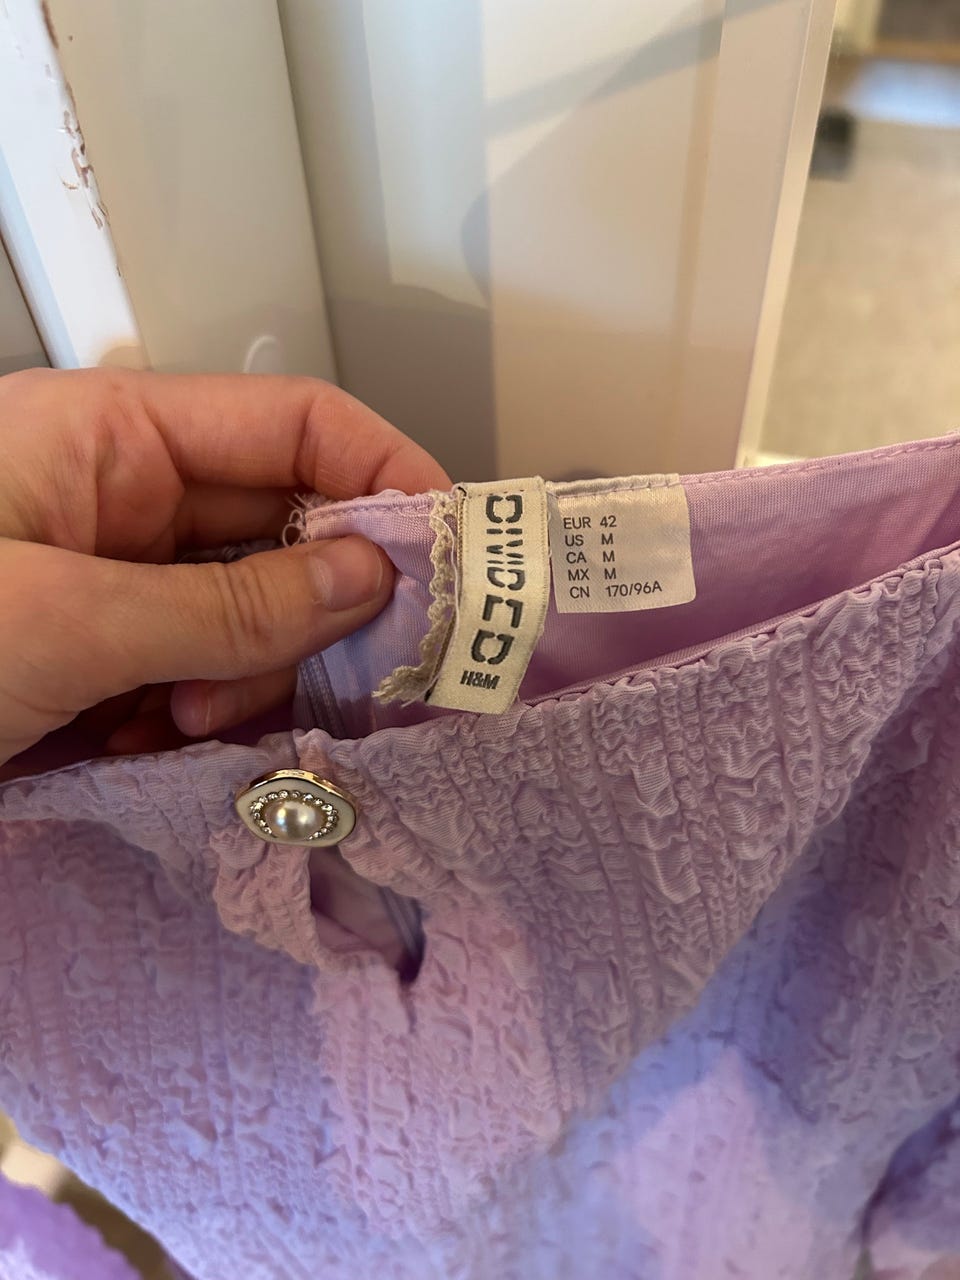 DIVIDED
H&M
EUR 42
US M
CA M
MX M
CN 170/96A